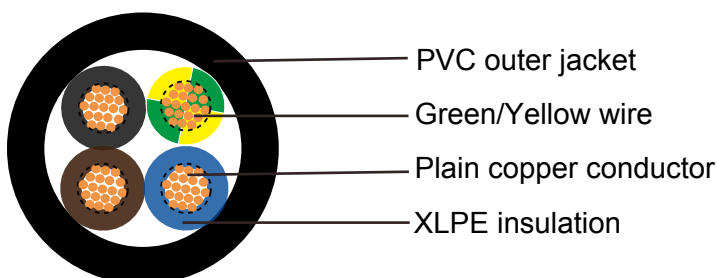 PVC outer jacket
Green/Yellow wire
Plain copper conductor
XLPE insulation